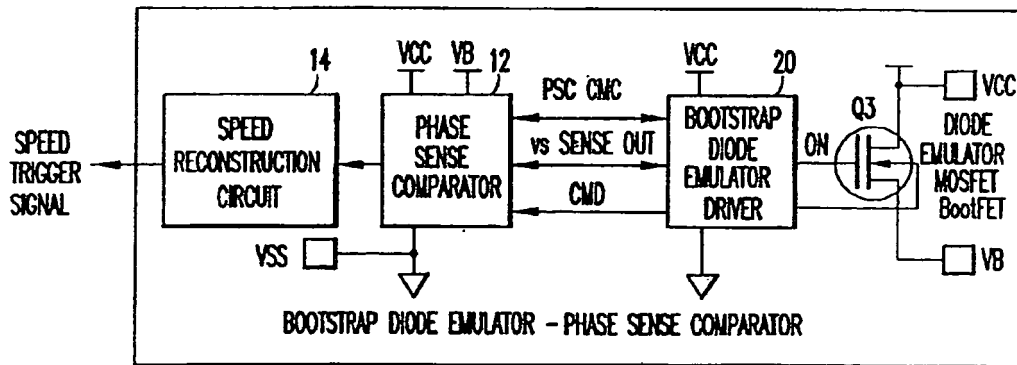 14
VCC
VB
12
VCC
20
Q3
VCC
SPEED
TRIGGER
SIGNAL
SPEED
RECONSTRUCTION
CIRCUIT
PHASE
SENSE
COMPARATOR
PSC CMC
vs SENSE OUT
CMD
BOOTSTRAP
DIODE
EMULATOR
DRIVER
ON
DIODE
EMULATOR
MOSFET
BootFET
VSS
VB
BOOTSTRAP DIODE EMULATOR - PHASE SENSE COMPARATOR